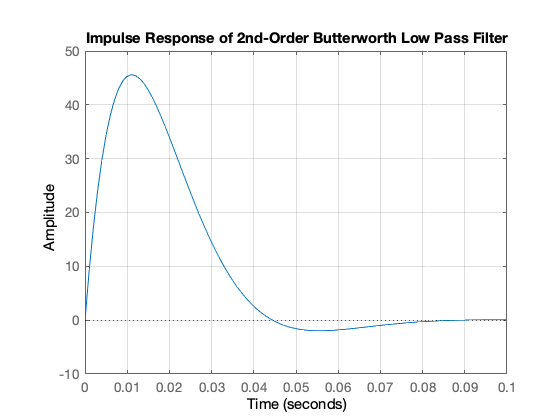 Impulse Response of 2nd-Order Butterworth Low Pass Filter
50
40
30
20
10
0
-10
Amplitude
0 0.01 0.02 0.03 0.04 0.05 0.06 0.07 0.08 0.09 0.1
Time (seconds)